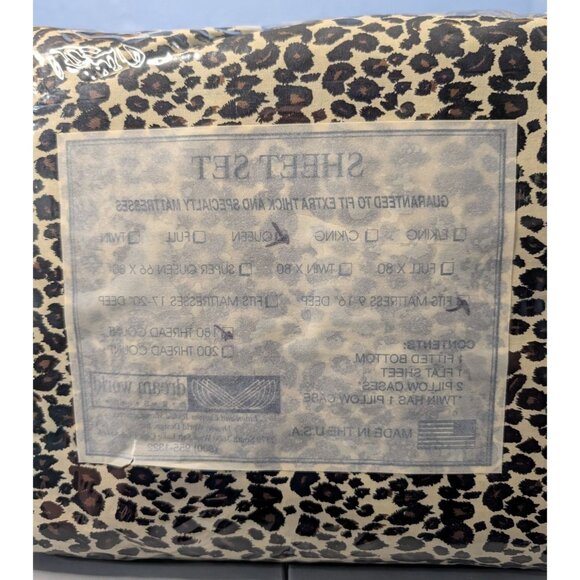 SHEET SET
GUARANTEED TO FIT EXTRA THICK AND SPECIALTY MATTRESSES
TWIN FULL QUEEN C/KING E/KING
SUPER QUEEN 66 X 80 TWIN X 80 FULL X 80
FITS MATTRESSES 17-20" DEEP FITS MATTRESS 9-16" DEEP
180 THREAD COUNT
200 THREAD COUNT
CONTENTS:
1 FITTED BOTTOM
1 FLAT SHEET
2 PILLOW CASES
*TWIN HAS 1 PILLOW CASE
dream world
MADE IN THE U.S.A